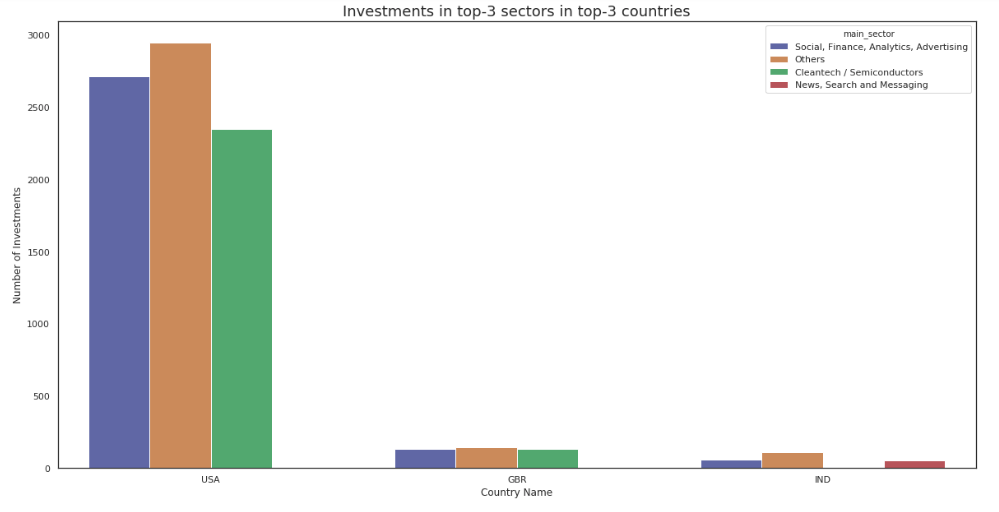 Investments in top-3 sectors in top-3 countries
main_sector
Social, Finance, Analytics, Advertising
Others
Cleantech / Semiconductors
News, Search and Messaging
3000
2500
2000
1500
1000
500
0
Number of Investments
USA
GBR
IND
Country Name